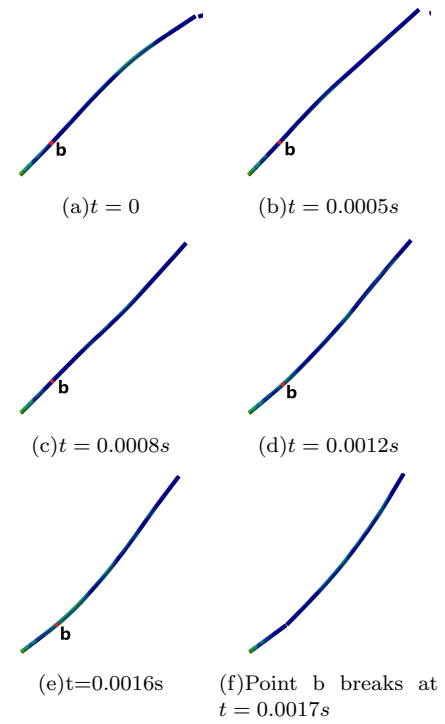 b
b
(a)t = 0
(b)t = 0.0005s
b
b
(c)t = 0.0008s
(d)t = 0.0012s
b
(e)t=0.0016s
(f)Point b breaks at
t = 0.0017s